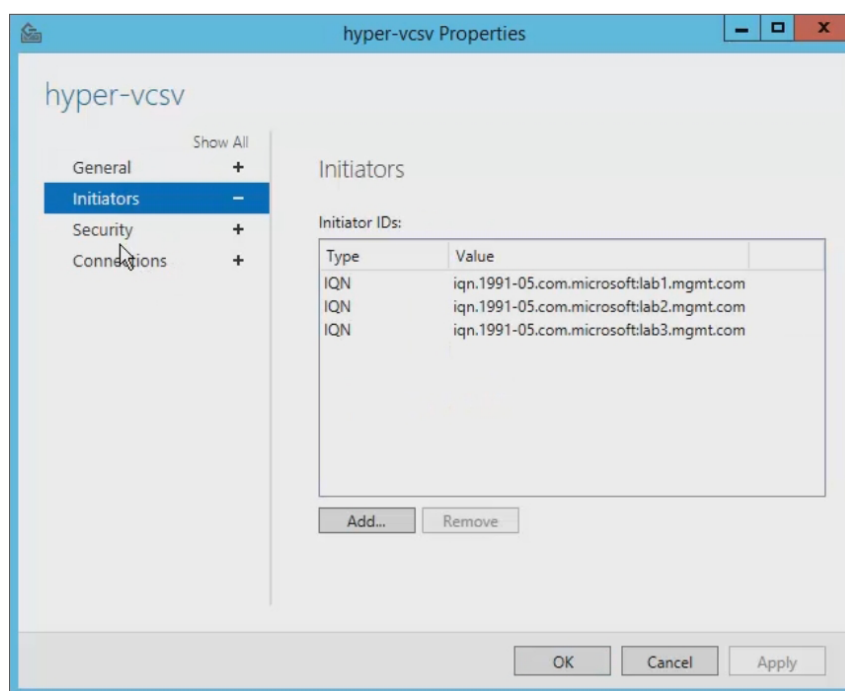 hyper-vcsv Properties
hyper-vcsv
Show All
General +
Initiators –
Security +
Connections +
Initiators
Initiator IDs:
Type Value
IQN iqn.1991-05.com.microsoft:lab1.mgmt.com
IQN iqn.1991-05.com.microsoft:lab2.mgmt.com
IQN iqn.1991-05.com.microsoft:lab3.mgmt.com
Add... Remove
OK Cancel Apply